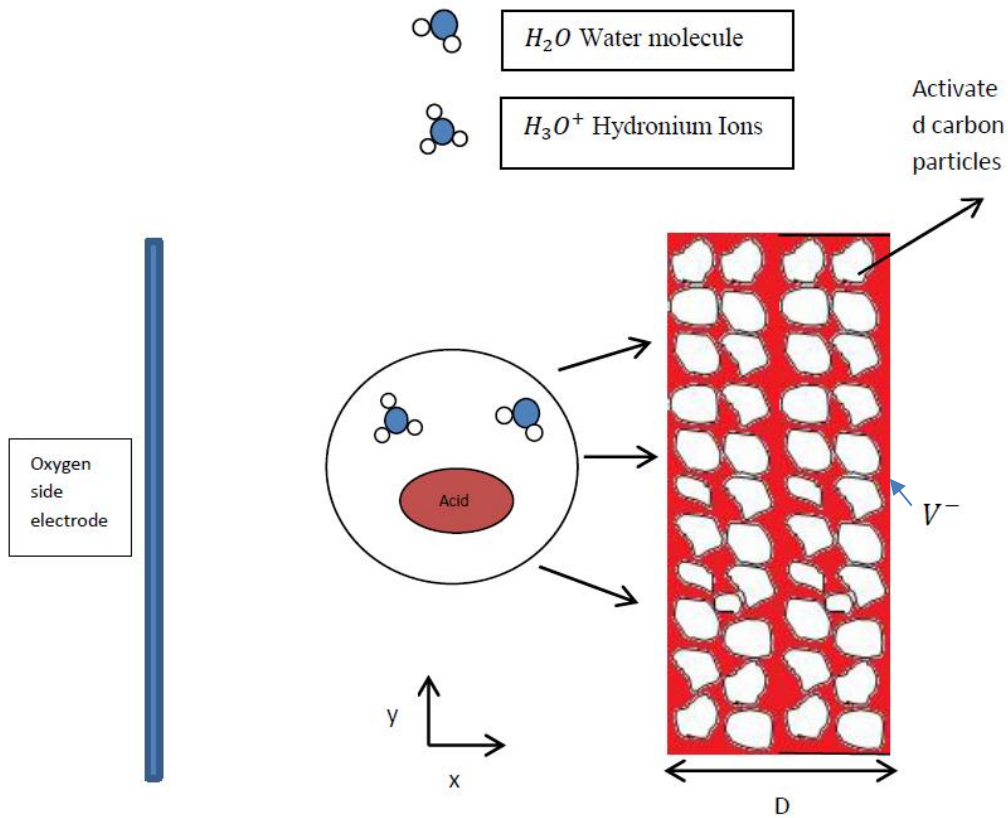 H₂O Water molecule
H₃O⁺ Hydronium Ions
Activate
d carbon
particles
Oxygen
side
electrode
Acid
V⁻
y
x
D